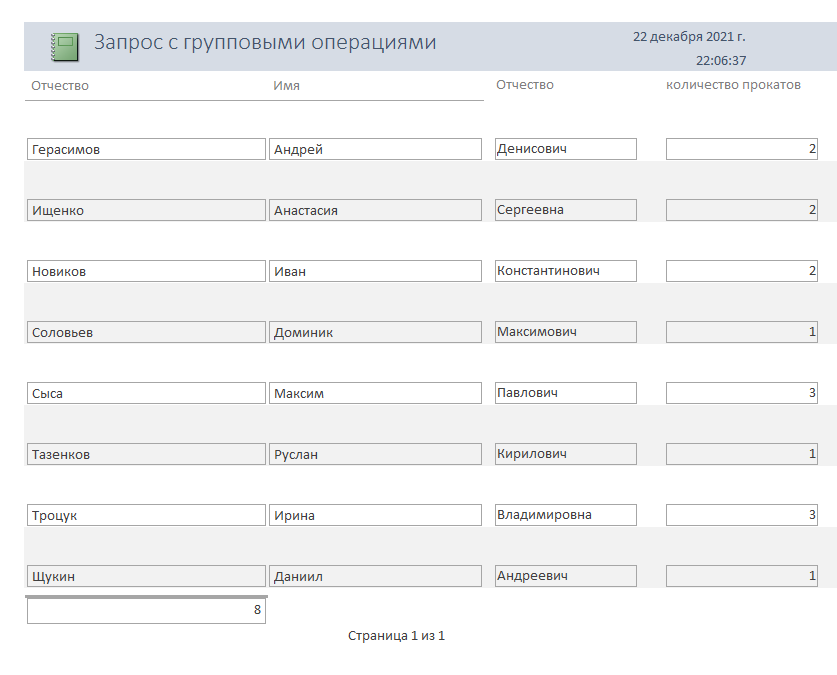 Запрос с групповыми операциями 22 декабря 2021 г.
22:06:37
Отчество Имя Отчество количество прокатов
Герасимов Андрей Денисович 2
Ищенко Анастасия Сергеевна 2
Новиков Иван Константинович 2
Соловьев Доминик Максимович 1
Сыса Максим Павлович 3
Тазенков Руслан Кирилович 1
Троцук Ирина Владимировна 3
Щукин Даниил Андреевич 1
8
Страница 1 из 1